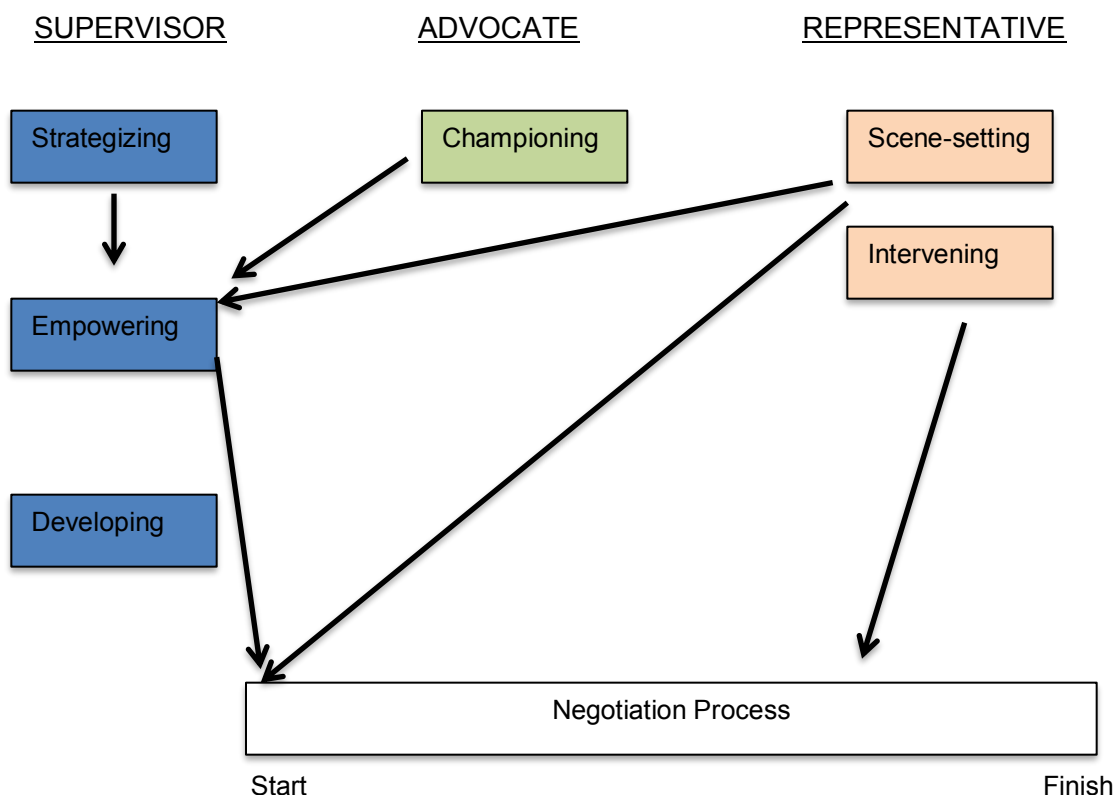 SUPERVISOR
ADVOCATE
REPRESENTATIVE
Strategizing
Championing
Scene-setting
Intervening
Empowering
Developing
Negotiation Process
Start
Finish